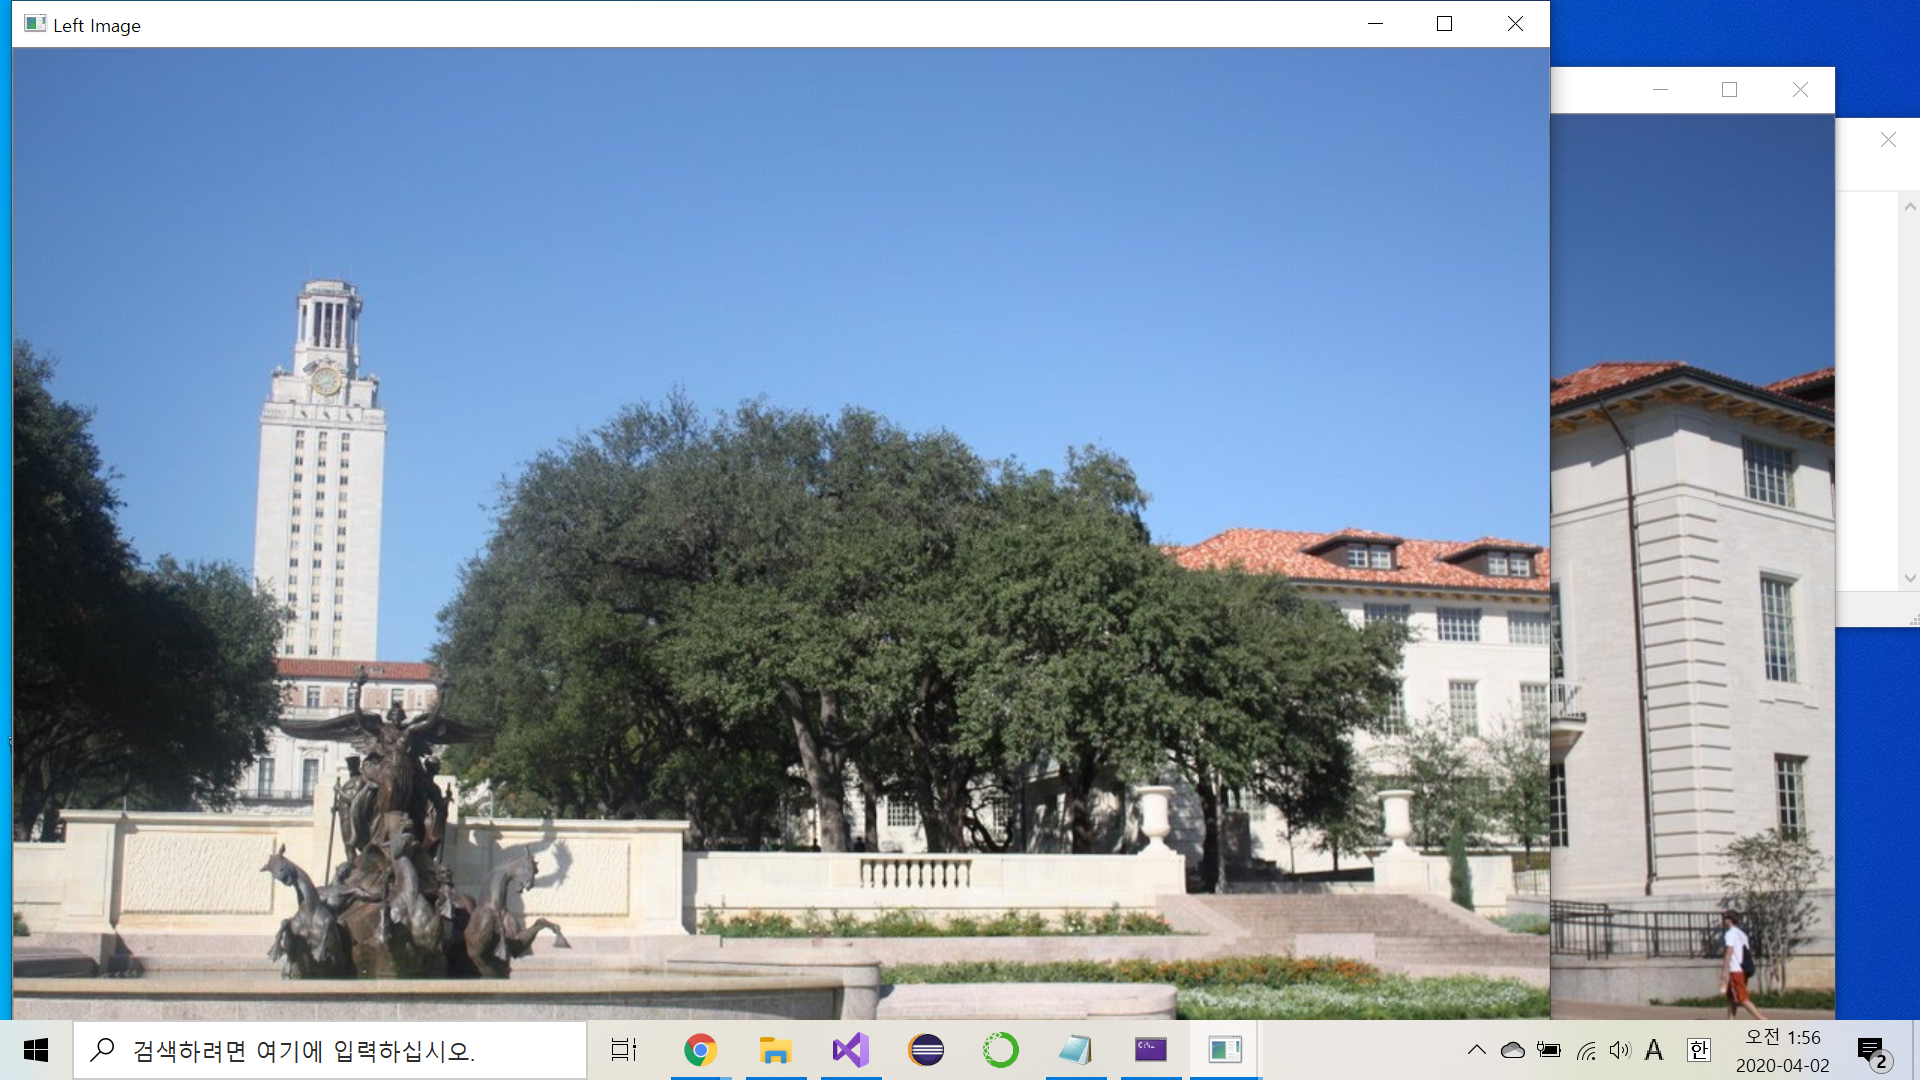 Left Image
검색하려면 여기에 입력하십시오.
C:\.
A
한
오전 1:56
2020-04-02
2